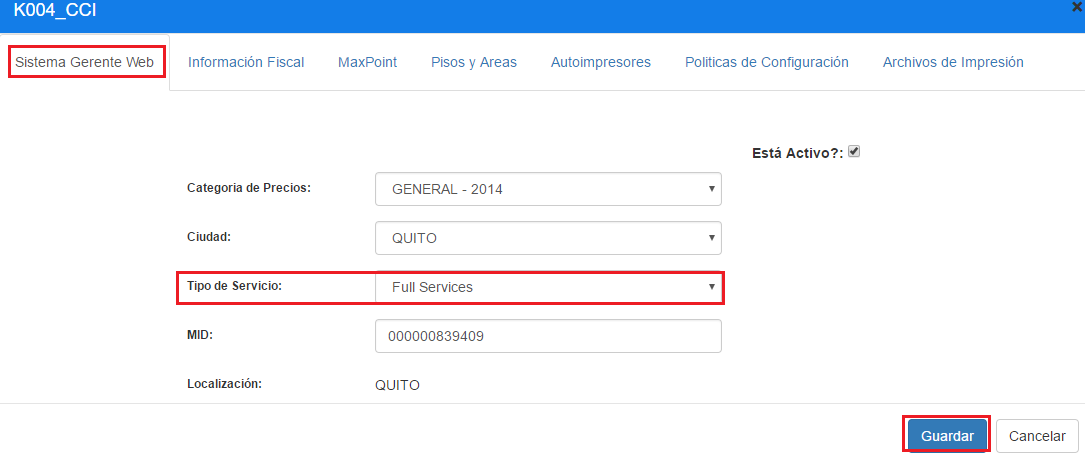 K004_CCI
Sistema Gerente Web Información Fiscal MaxPoint Pisos y Areas Autoimpresores Politicas de Configuración Archivos de Impresión
Está Activo?:
Categoria de Precios: GENERAL - 2014
Ciudad: QUITO
Tipo de Servicio: Full Services
MID: 000000839409
Localización: QUITO
Guardar Cancelar